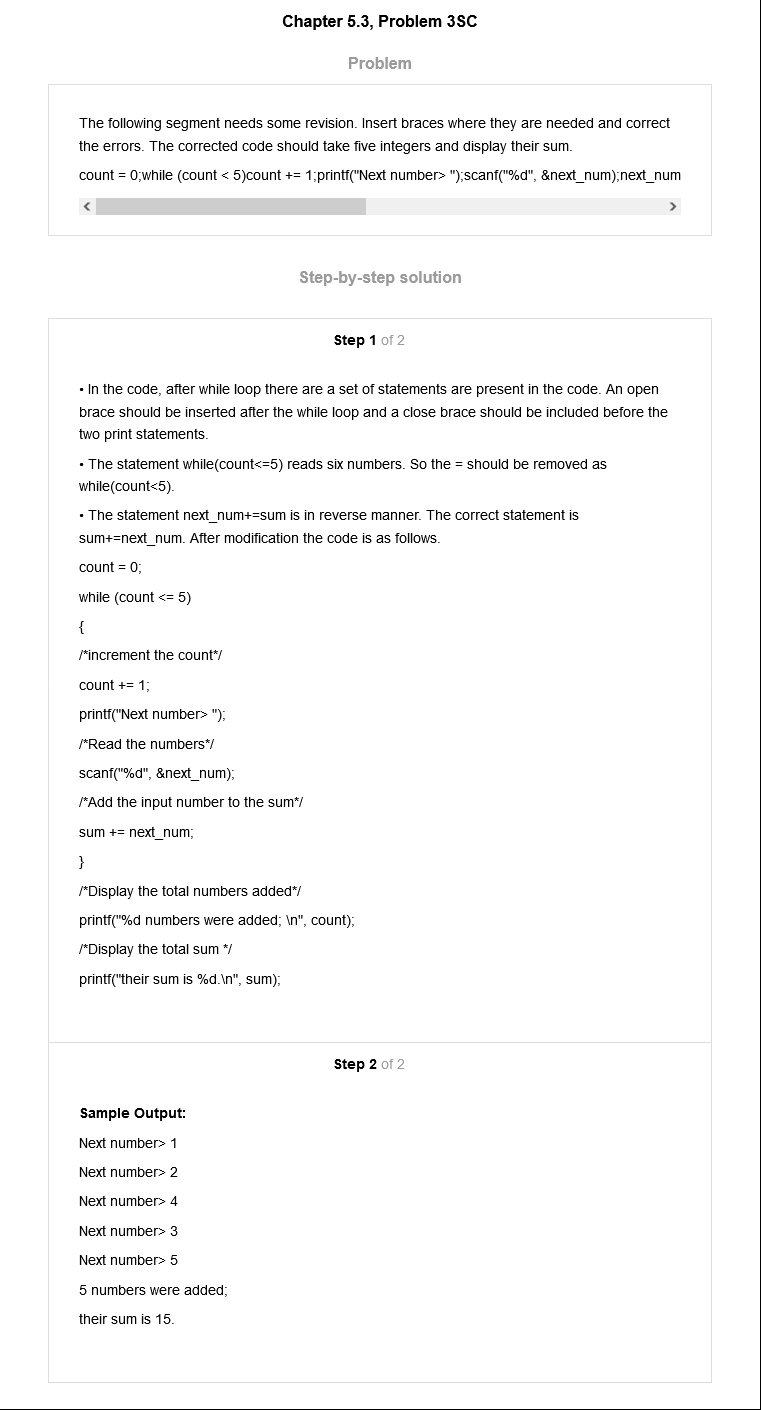 Chapter 5.3, Problem 3SC
Problem
The following segment needs some revision. Insert braces where they are needed and correct
the errors. The corrected code should take five integers and display their sum.
count = 0;while (count < 5)count += 1;printf("Next number> ");scanf("%d", &next_num);next_num
Step-by-step solution
Step 1 of 2
• In the code, after while loop there are a set of statements are present in the code. An open
brace should be inserted after the while loop and a close brace should be included before the
two print statements.
• The statement while(count<=5) reads six numbers. So the = should be removed as
while(count<5).
• The statement next_num+=sum is in reverse manner. The correct statement is
sum+=next_num. After modification the code is as follows.
count = 0;
while (count <= 5)
{
/*increment the count*/
count += 1;
printf("Next number> ");
/*Read the numbers*/
scanf("%d", &next_num);
/*Add the input number to the sum*/
sum += next_num;
}
/*Display the total numbers added*/
printf("%d numbers were added; \n", count);
/*Display the total sum */
printf("their sum is %d.\n", sum);
Step 2 of 2
Sample Output:
Next number> 1
Next number> 2
Next number> 4
Next number> 3
Next number> 5
5 numbers were added;
their sum is 15.